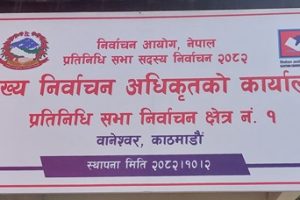 निर्वाचन आयोग, नेपाल
प्रतिनिधि सभा सदस्य निर्वाचन २०८२
ख्य निर्वाचन अधिकृतको कार्याल
प्रतिनिधि सभा निर्वाचन क्षेत्र नं. १
वानेश्वर, काठमाडौं
स्थापना मिति २०८२।१०।२